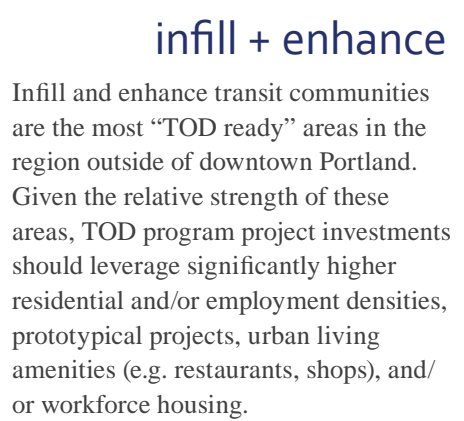 infill + enhance
Infill and enhance transit communities
are the most “TOD ready” areas in the
region outside of downtown Portland.
Given the relative strength of these
areas, TOD program project investments
should leverage significantly higher
residential and/or employment densities,
prototypical projects, urban living
amenities (e.g. restaurants, shops), and/
or workforce housing.